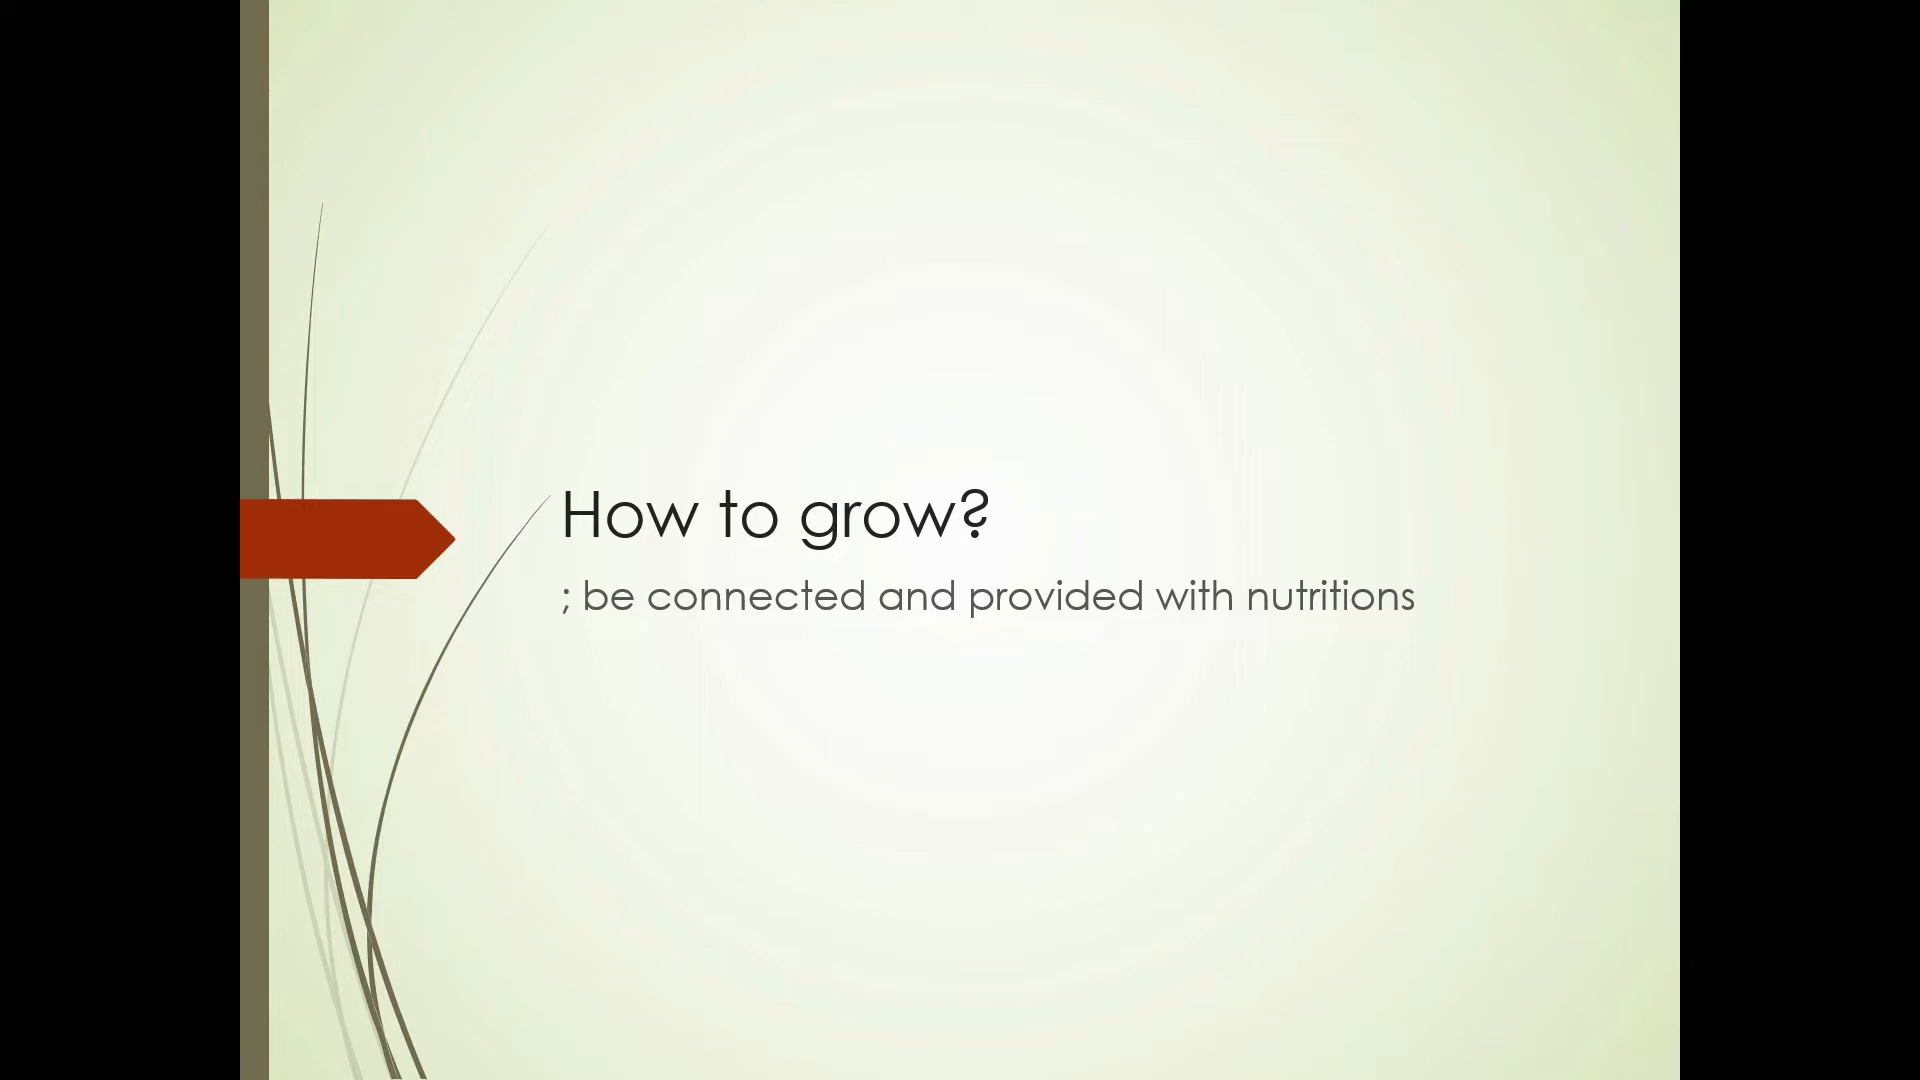 How to grow?
; be connected and provided with nutritions